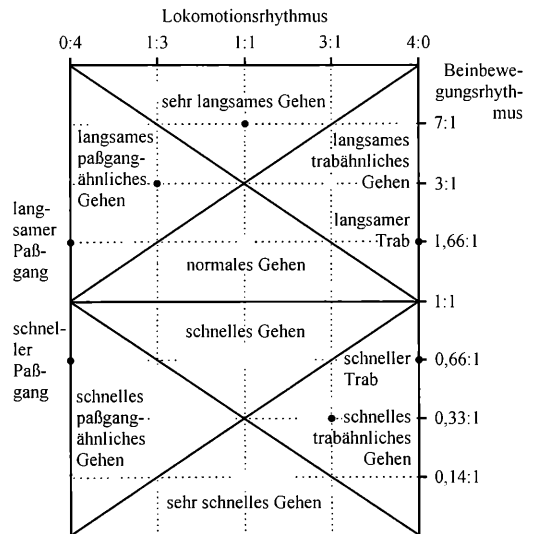 Lokomotionsrhythmus
0:4 1:3 1:1 3:1 4:0
Beinbewe-
gungsrhyth-
mus
sehr langsames Gehen
7:1
langsames
paßgang-
ähnliches
Gehen
langsames
trabähnliches
Gehen
3:1
lang-
samer
Paß-
gang
langsamer
Trab
1,66:1
normales Gehen
1:1
schnel-
ler
Paß-
gang
schnelles Gehen
schneller
Trab
0,66:1
schnelles
paßgang-
ähnliches
Gehen
schnelles
trabähnliches
Gehen
0,33:1
0,14:1
sehr schnelles Gehen